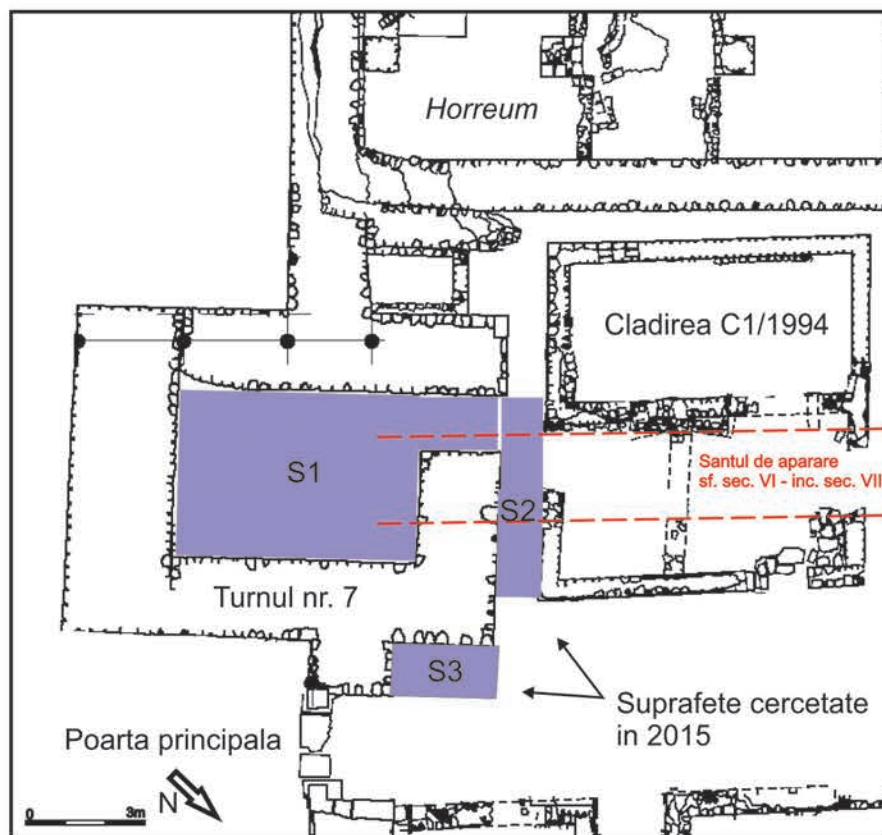 Horreum
Cladirea C1/1994
Santul de aparare
sf. sec. VI - inc. sec. VII
S1
S2
Turnul nr. 7
S3
Suprafete cercetate
in 2015
Poarta principala
N
0 3m